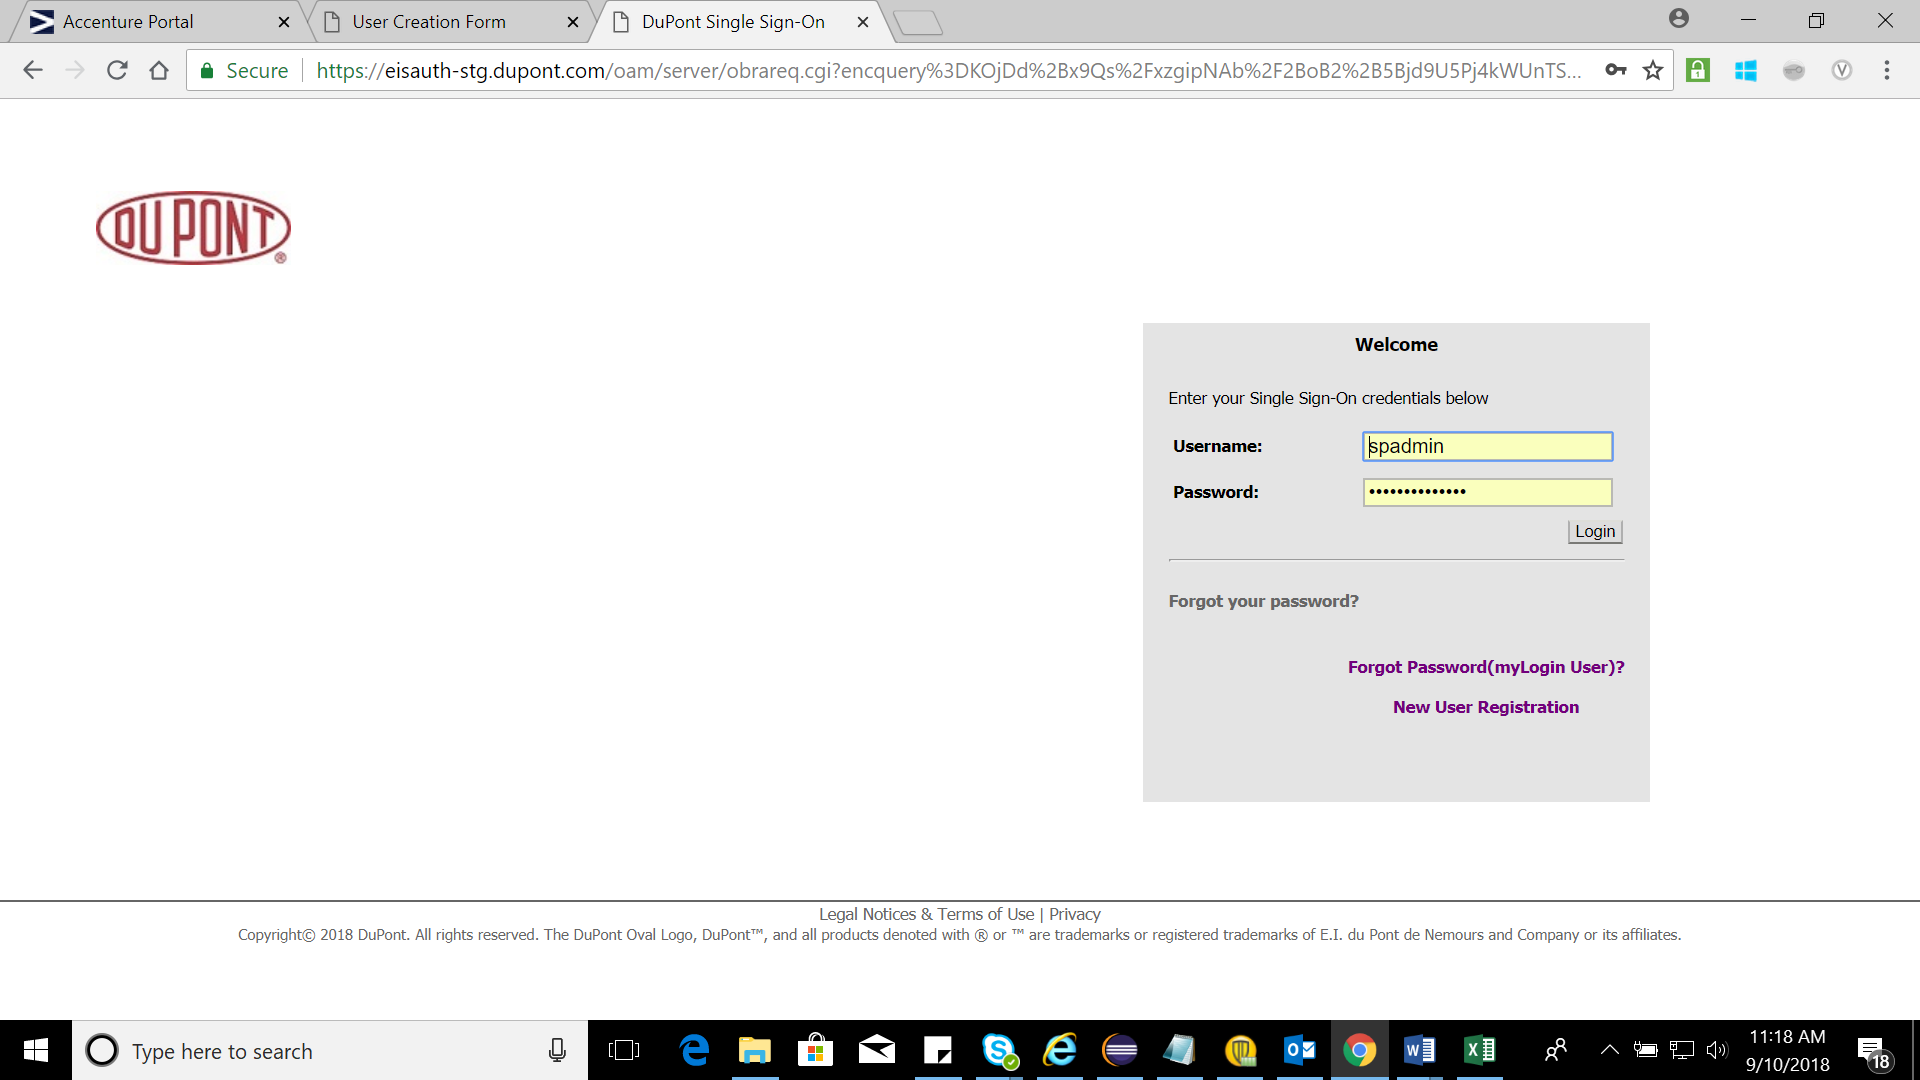 Accenture Portal
User Creation Form
DuPont Single Sign-On
Secure
https://eisauth-stg.dupont.com/oam/server/obrareq.cgi?encquery%3DKOjDd%2Bx9Qs%2FxzgipNAb%2F2BoB2%2B5Bjd9U5Pj4kWUnTS...
DU PONT ®
Welcome
Enter your Single Sign-On credentials below
Username:
spadmin
Password:
••••••••••••••
Login
Forgot your password?
Forgot Password(myLogin User)?
New User Registration
Legal Notices & Terms of Use | Privacy
Copyright© 2018 DuPont. All rights reserved. The DuPont Oval Logo, DuPont™, and all products denoted with ® or ™ are trademarks or registered trademarks of E.I. du Pont de Nemours and Company or its affiliates.
Type here to search
11:18 AM
9/10/2018
18